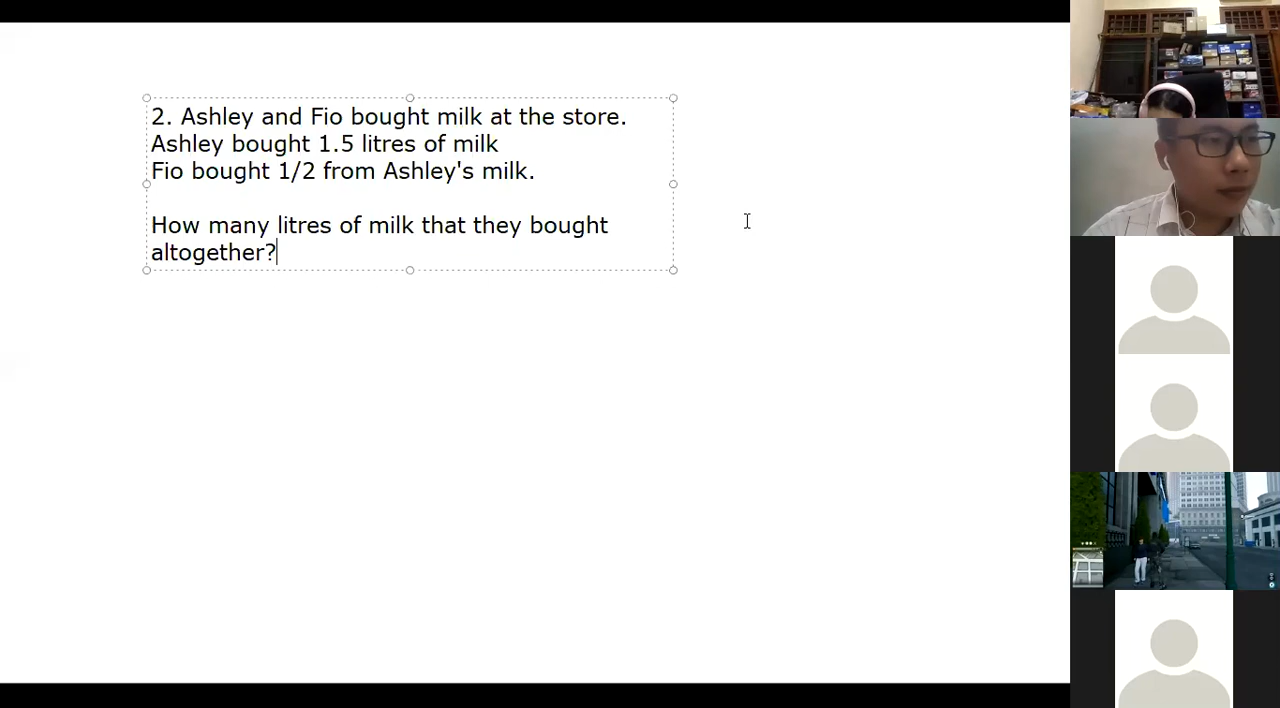 2. Ashley and Fio bought milk at the store.
Ashley bought 1.5 litres of milk
Fio bought 1/2 from Ashley's milk.
How many litres of milk that they bought
altogether?